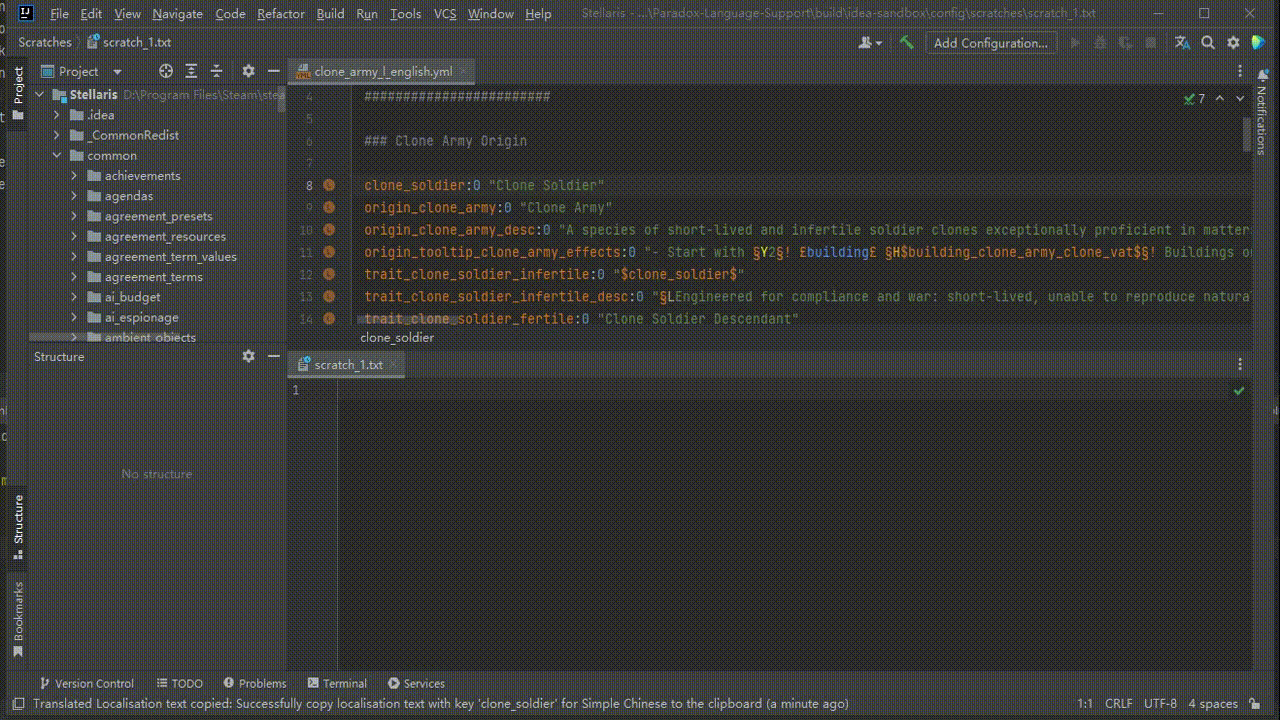 File Edit View Navigate Code Refactor Build Run Tools VCS Window Help Stellaris - ...\Paradox-Language-Support\build\idea-sandbox\config\scratches\scratch_1.txt
Scratches scratch_1.txt Add Configuration...
Project
Project
Stellaris D:\Program Files\Steam\stea
.idea
_CommonRedist
common
achievements
agendas
agreement_presets
agreement_resources
agreement_term_values
agreement_terms
ai_budget
ai_espionage
ambient_objects
clone_army_l_english.yml
7
4 ########################
5
6 ### Clone Army Origin
7
8 clone_soldier:0 "Clone Soldier"
9 origin_clone_army:0 "Clone Army"
10 origin_clone_army_desc:0 "A species of short-lived and infertile soldier clones exceptionally proficient in matter
11 origin_tooltip_clone_army_effects:0 "- Start with §Y2§! £building£ §H$building_clone_army_clone_vat$§! Buildings o
12 trait_clone_soldier_infertile:0 "$clone_soldier$"
13 trait_clone_soldier_infertile_desc:0 "§LEngineered for compliance and war: short-lived, unable to reproduce natura
14 trait_clone_soldier_fertile:0 "Clone Soldier Descendant"
clone_soldier
Notifications
Structure
No structure
scratch_1.txt
1
Structure
Bookmarks
Version Control TODO Problems Terminal Services
Translated Localisation text copied: Successfully copy localisation text with key 'clone_soldier' for Simple Chinese to the clipboard (a minute ago) 1:1 CRLF UTF-8 4 spaces